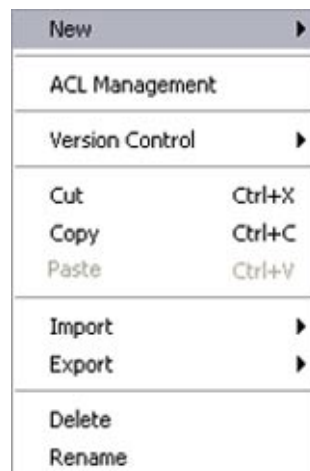 New
ACL Management
Version Control
Cut Ctrl+X
Copy Ctrl+C
Paste Ctrl+V
Import
Export
Delete
Rename